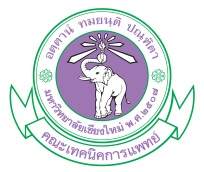 อตฺตานํ ทมยนฺติ ปณฺฑิตา
มหาวิทยาลัยเชียงใหม่ พ.ศ.๒๕๐๗
คณะเทคนิคการแพทย์